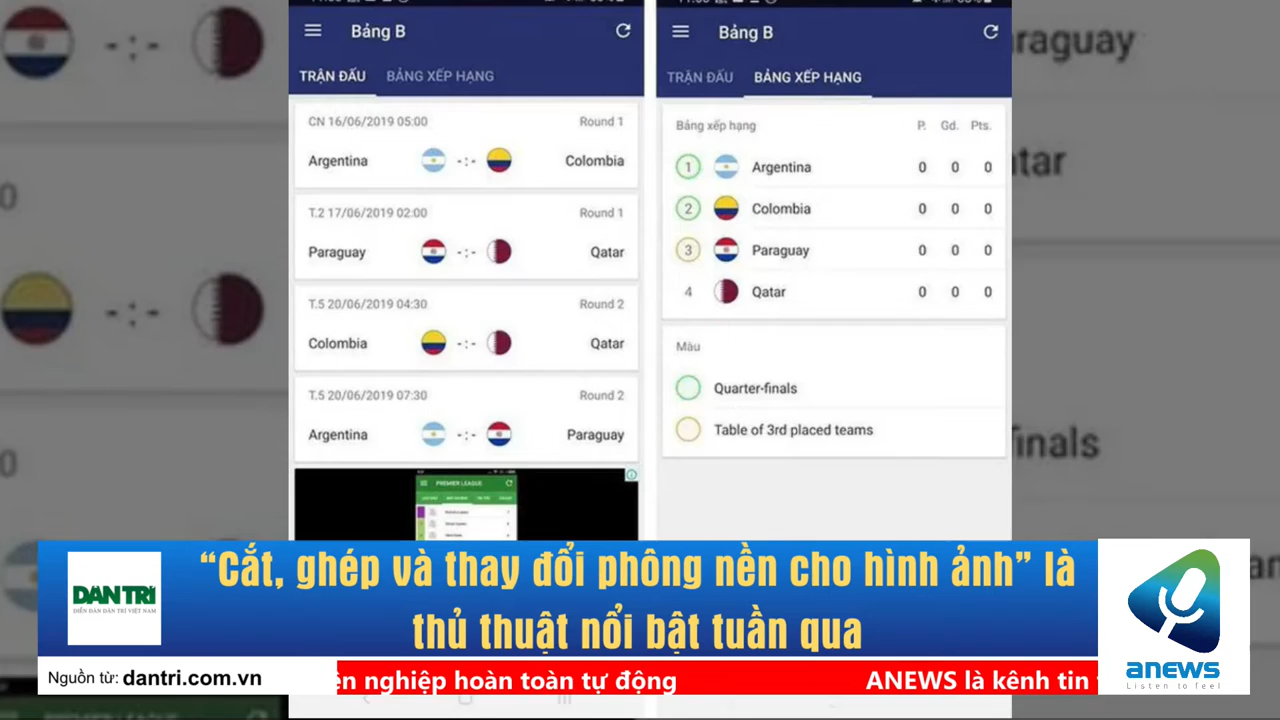 Bảng B
TRẬN ĐẤU BẢNG XẾP HẠNG
CN 16/06/2019 05:00 Round 1
Argentina -:- Colombia
T.2 17/06/2019 02:00 Round 1
Paraguay -:- Qatar
T.5 20/06/2019 04:30 Round 2
Colombia -:- Qatar
T.5 20/06/2019 07:30 Round 2
Argentina -:- Paraguay
PREMIER LEAGUE
Bảng B
TRẬN ĐẤU BẢNG XẾP HẠNG
Bảng xếp hạng P. Gd. Pts.
1 Argentina 0 0 0
2 Colombia 0 0 0
3 Paraguay 0 0 0
4 Qatar 0 0 0
Màu
Quarter-finals
Table of 3rd placed teams
-:-
-:-
raguay
tar
finals
DÂN TRÍ
DIỄN ĐÀN DÂN TRÍ VIỆT NAM
“Cắt, ghép và thay đổi phông nền cho hình ảnh” là
thủ thuật nổi bật tuần qua
Nguồn từ: dantri.com.vn
nghiệp hoàn toàn tự động ANEWS là kênh tin
anews
Listen to feel